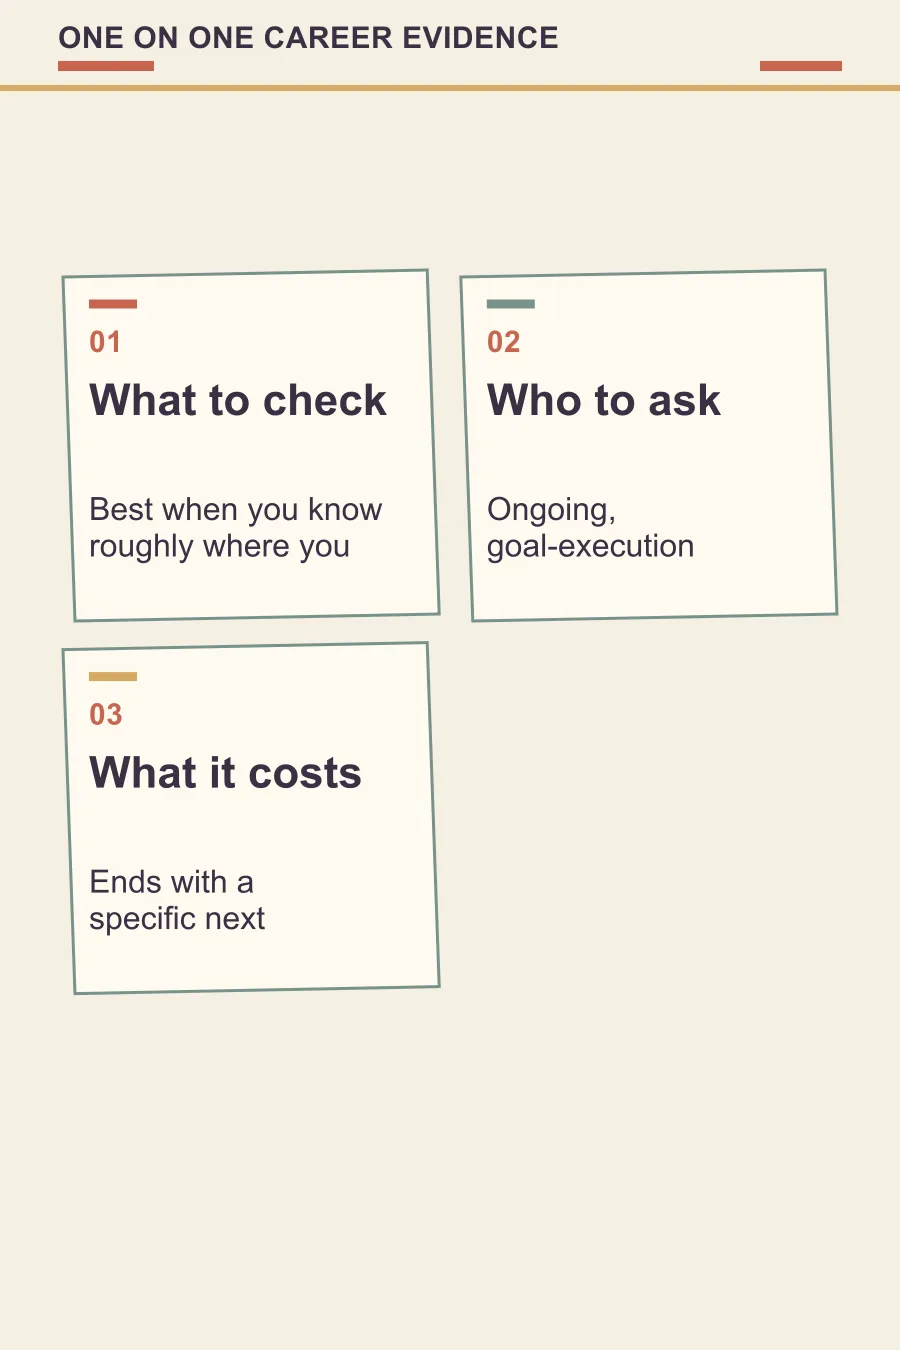 ONE ON ONE CAREER EVIDENCE
01
What to check
Best when you know
roughly where you
02
Who to ask
Ongoing,
goal-execution
03
What it costs
Ends with a
specific next